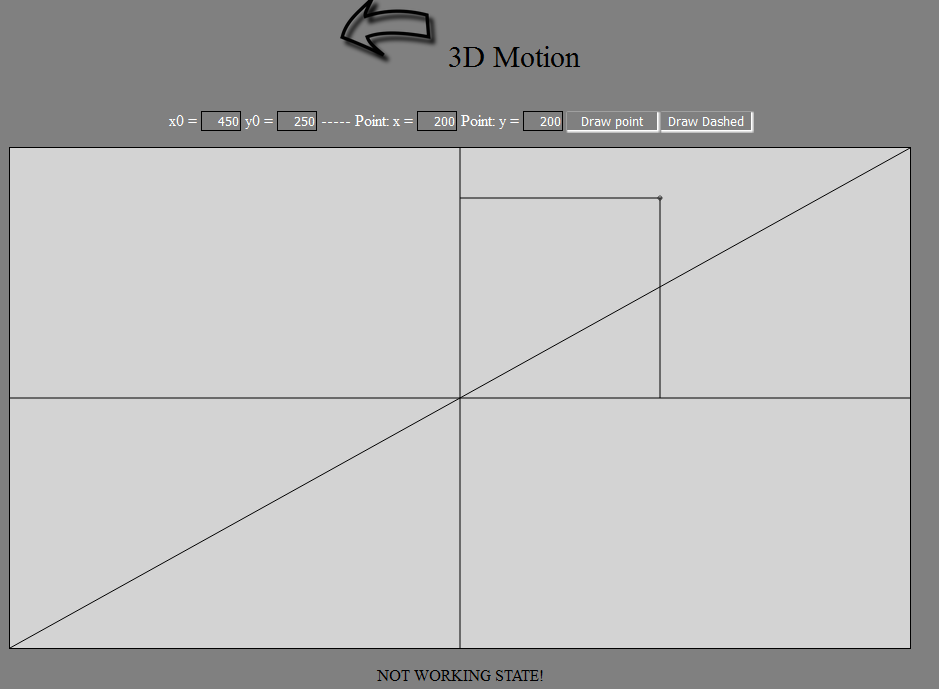 3D Motion
x0 = 450 y0 = 250 ----- Point: x = 200 Point: y = 200 Draw point Draw Dashed
NOT WORKING STATE!